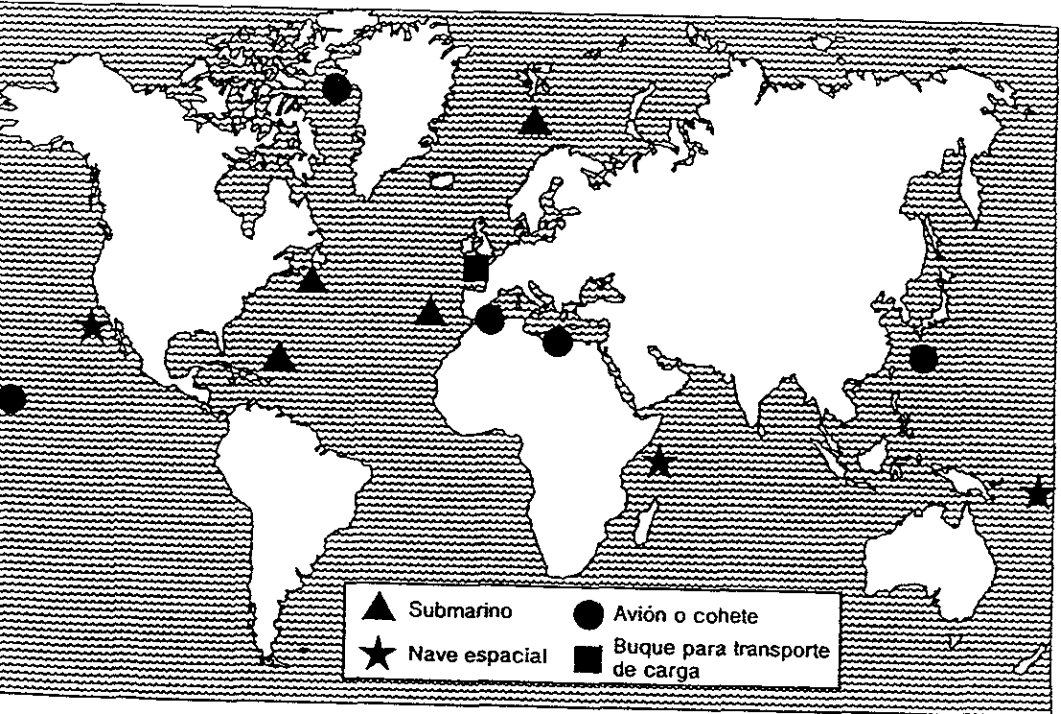 Submarino
Avión o cohete
Nave espacial
Buque para transporte
de carga